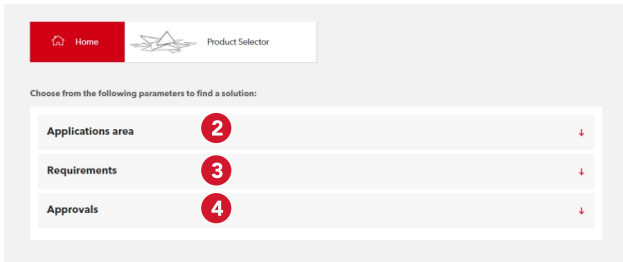 Home Product Selector
Choose from the following parameters to find a solution:
Applications area 2
Requirements 3
Approvals 4